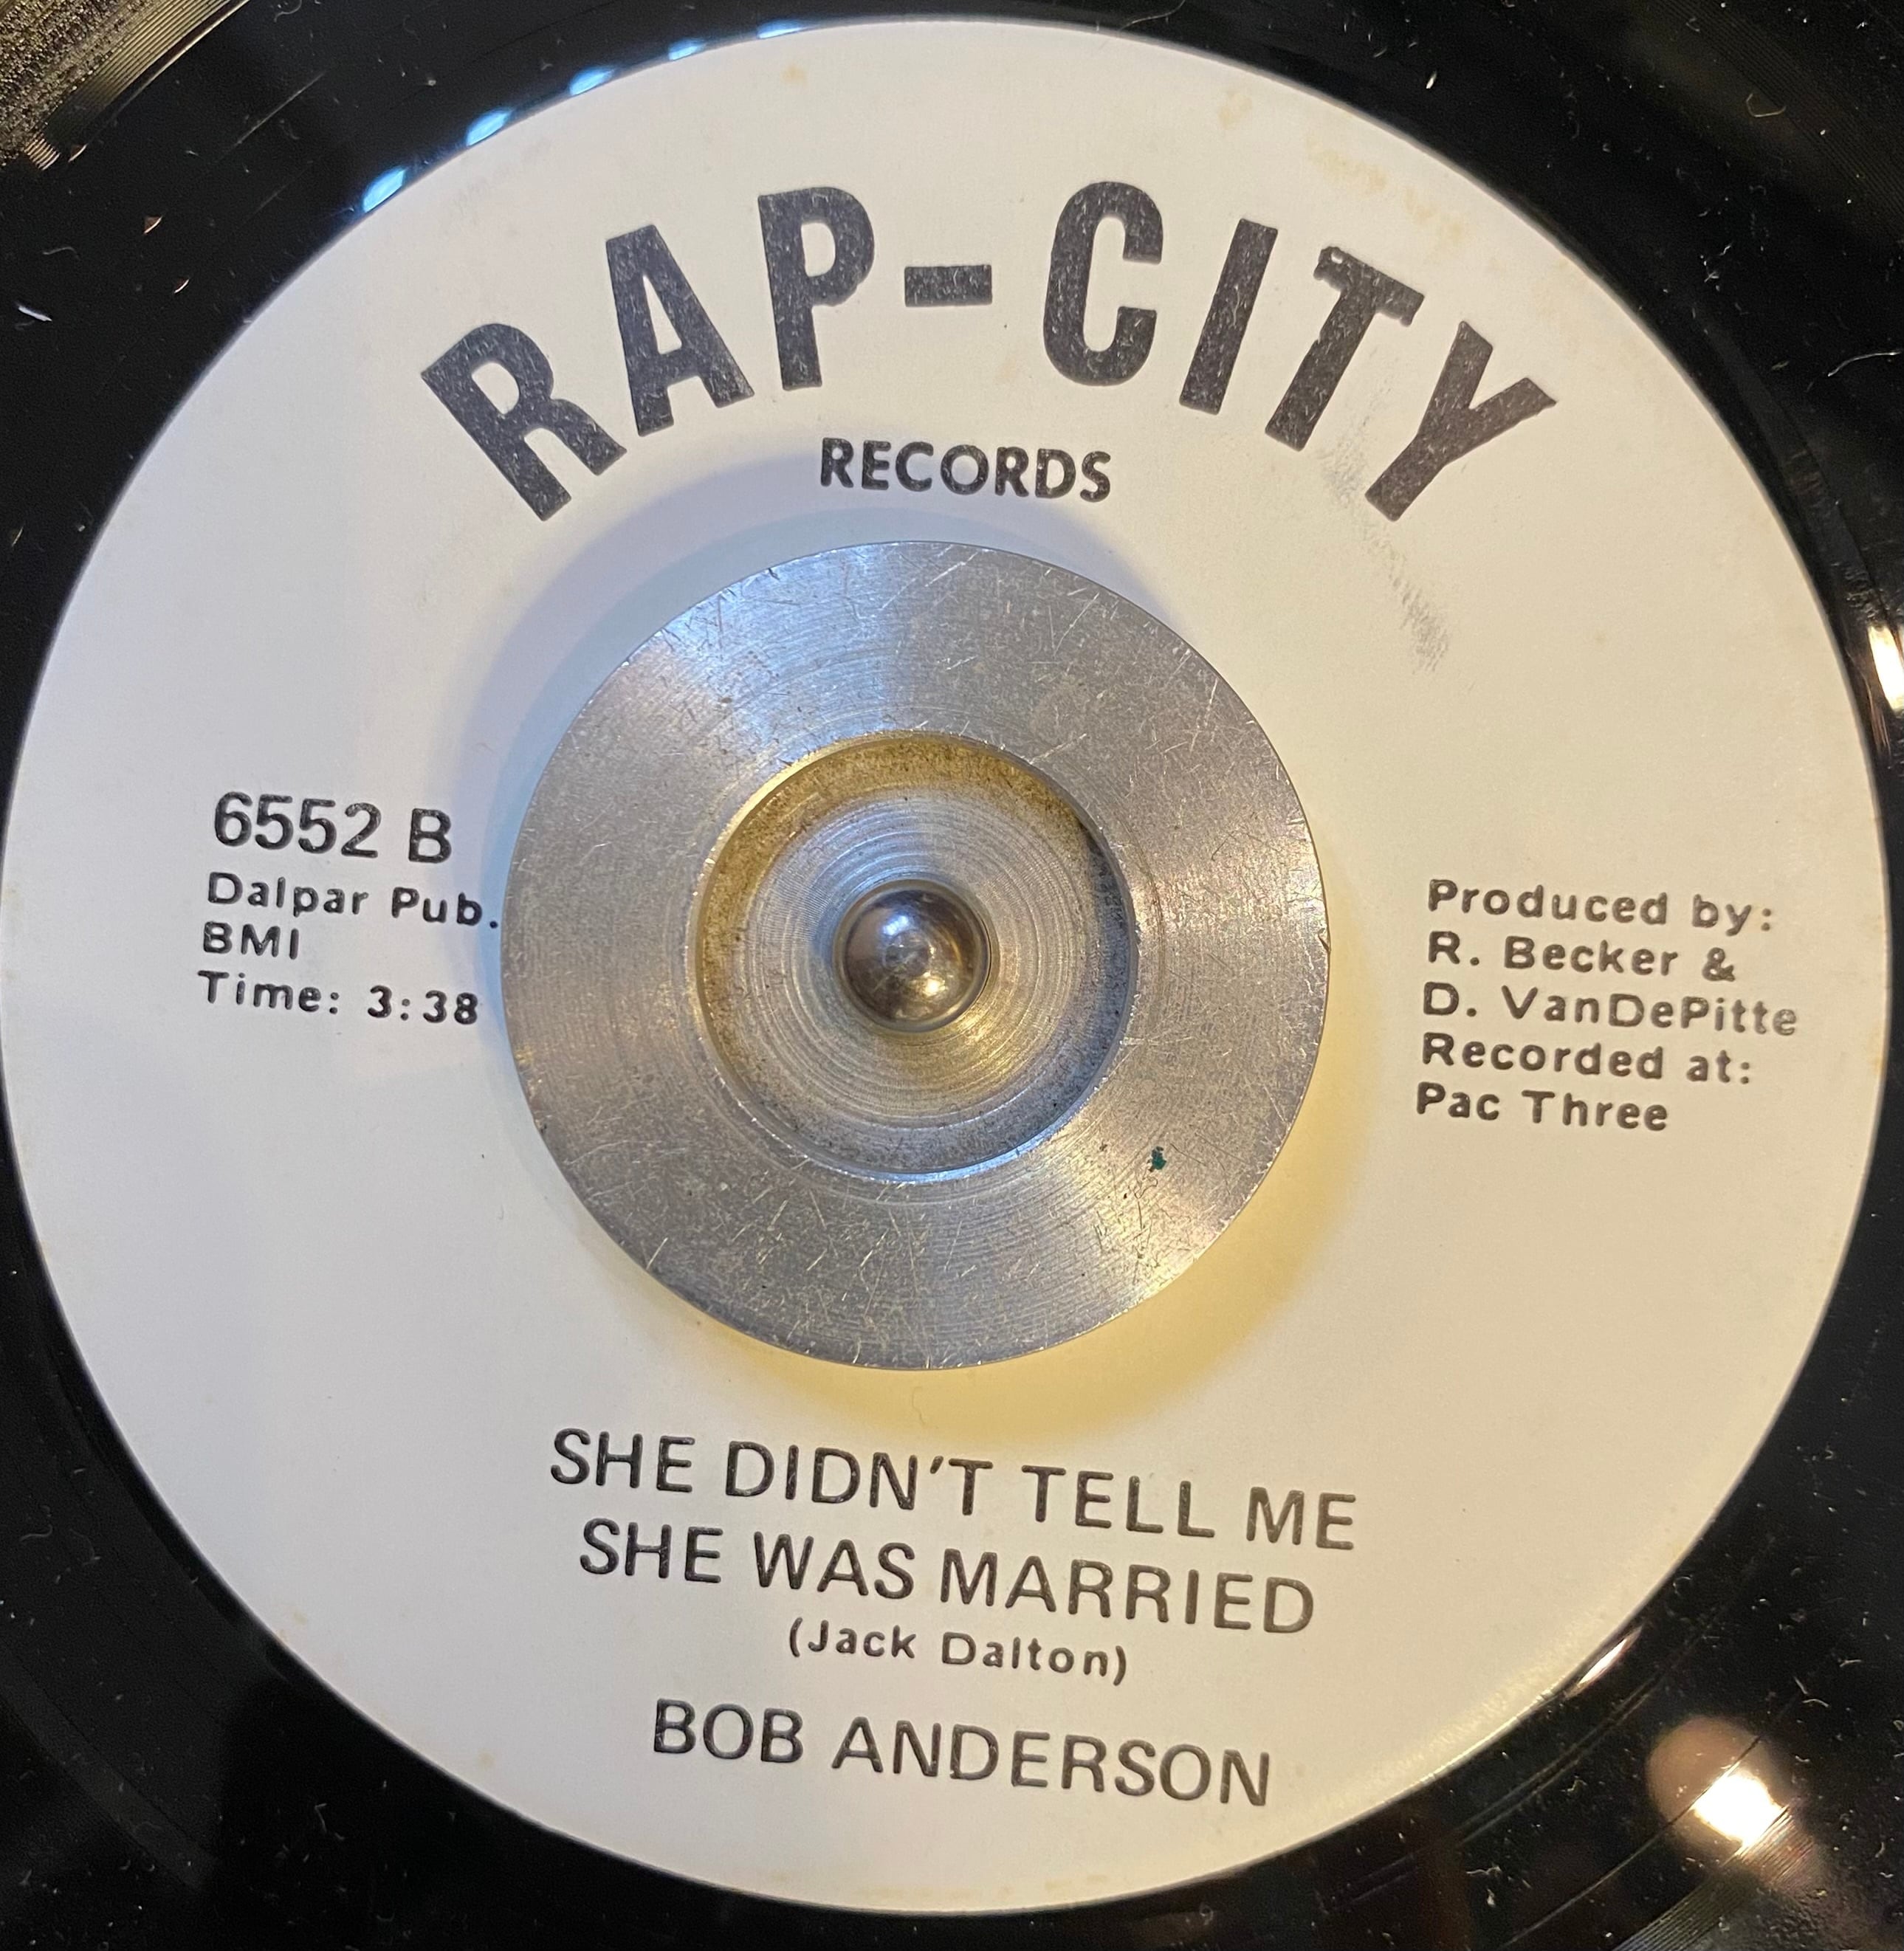 RAP-CITY
RECORDS
6552 B
Dalpar Pub.
BMI
Time: 3:38
Produced by:
R. Becker &
D. VanDePitte
Recorded at:
Pac Three
SHE DIDN'T TELL ME
SHE WAS MARRIED
(Jack Dalton)
BOB ANDERSON